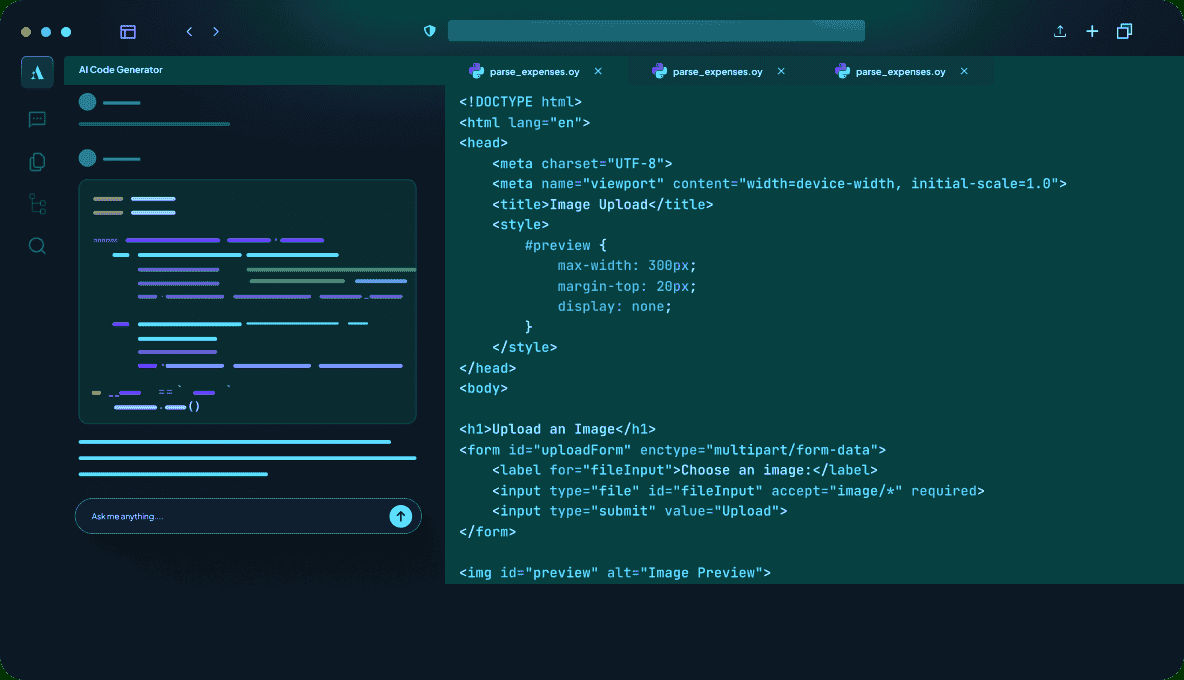 AI Code Generator
parse_expenses.oy
parse_expenses.oy
parse_expenses.oy
==
()
Ask me anything....
<!DOCTYPE html>
<html lang="en">
<head>
    <meta charset="UTF-8">
    <meta name="viewport" content="width=device-width, initial-scale=1.0">
    <title>Image Upload</title>
    <style>
        #preview {
            max-width: 300px;
            margin-top: 20px;
            display: none;
        }
    </style>
</head>
<body>

<h1>Upload an Image</h1>
<form id="uploadForm" enctype="multipart/form-data">
    <label for="fileInput">Choose an image:</label>
    <input type="file" id="fileInput" accept="image/*" required>
    <input type="submit" value="Upload">
</form>

<img id="preview" alt="Image Preview">